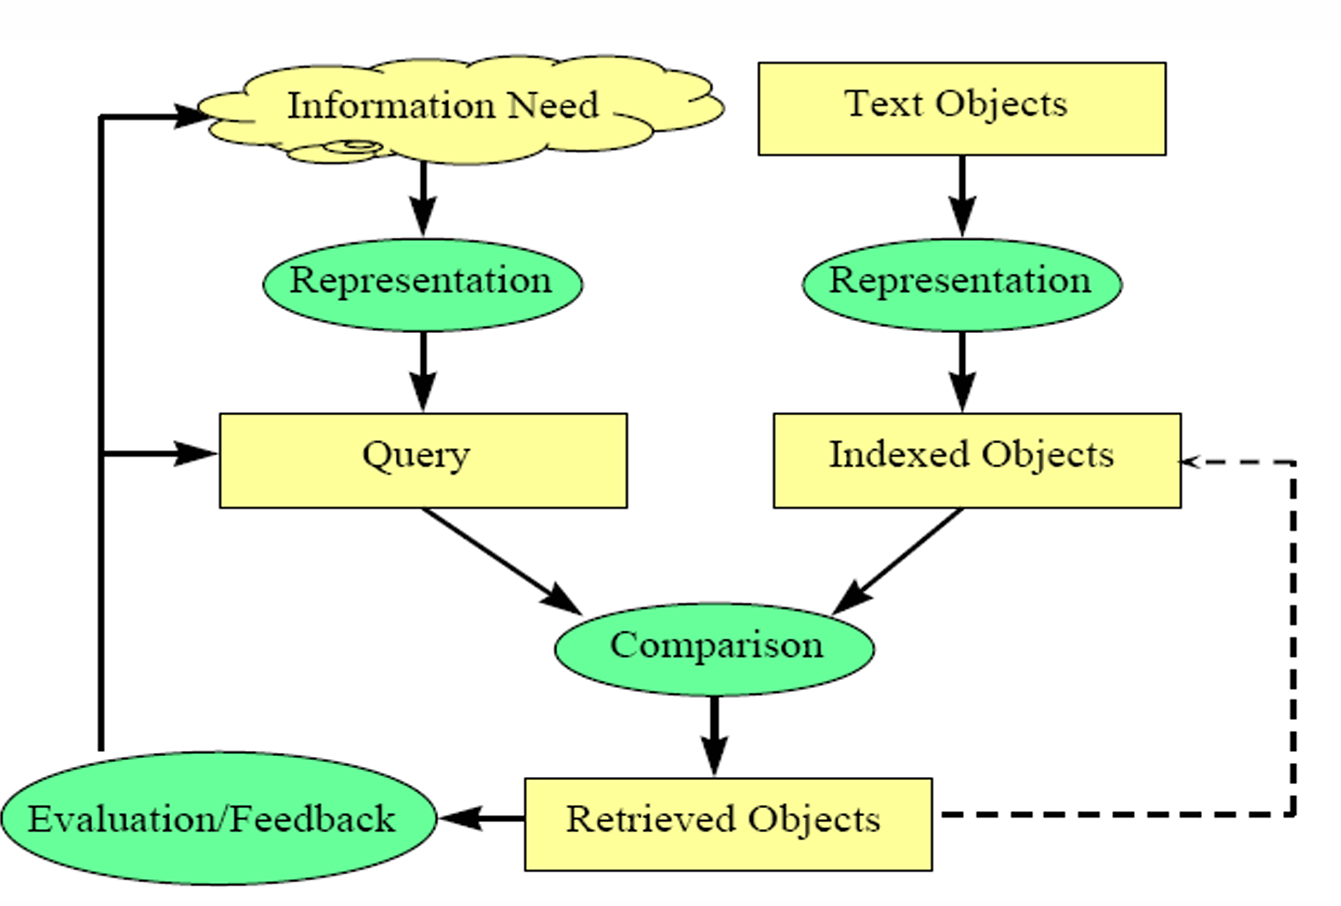 Information Need
Text Objects
Representation
Representation
Query
Indexed Objects
Comparison
Evaluation/Feedback
Retrieved Objects